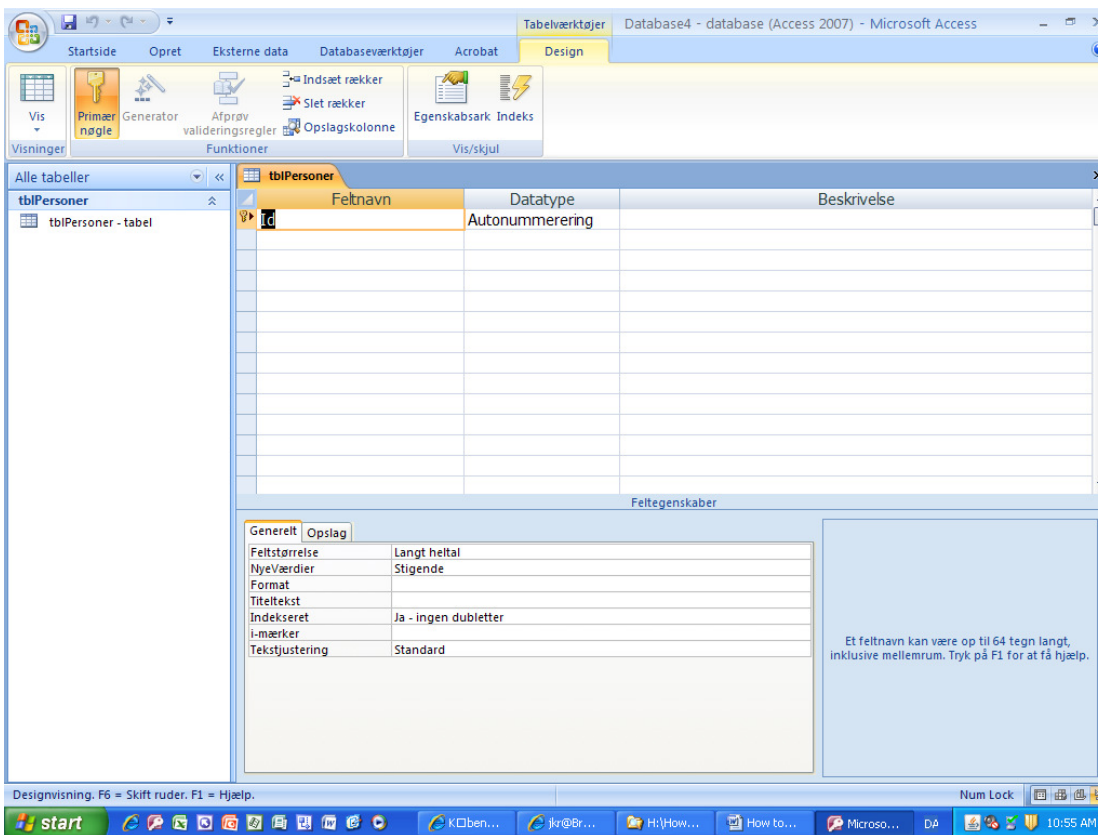 Tabelværktøjer
Database4 - database (Access 2007) - Microsoft Access
Startside Opret Eksterne data Databaseværktøjer Acrobat Design
Vis
Primær nøgle
Generator
Afprøv valideringsregler
Indsæt rækker
Slet rækker
Opslagskolonne
Egenskabsark
Indeks
Visninger Funktioner Vis/skjul
Alle tabeller
tblPersoner
tblPersoner - tabel
tblPersoner
Feltnavn Datatype Beskrivelse
Id Autonummerering
Feltegenskaber
Generelt Opslag
Feltstørrelse Langt heltal
NyeVærdier Stigende
Format
Titeltekst
Indekseret Ja - ingen dubletter
i-mærker
Tekstjustering Standard
Et feltnavn kan være op til 64 tegn langt,
inklusive mellemrum. Tryk på F1 for at få hjælp.
Designvisning. F6 = Skift ruder. F1 = Hjælp.
Num Lock
start K□ben... jkr@Br... H:\How... How to... Microso... DA 10:55 AM